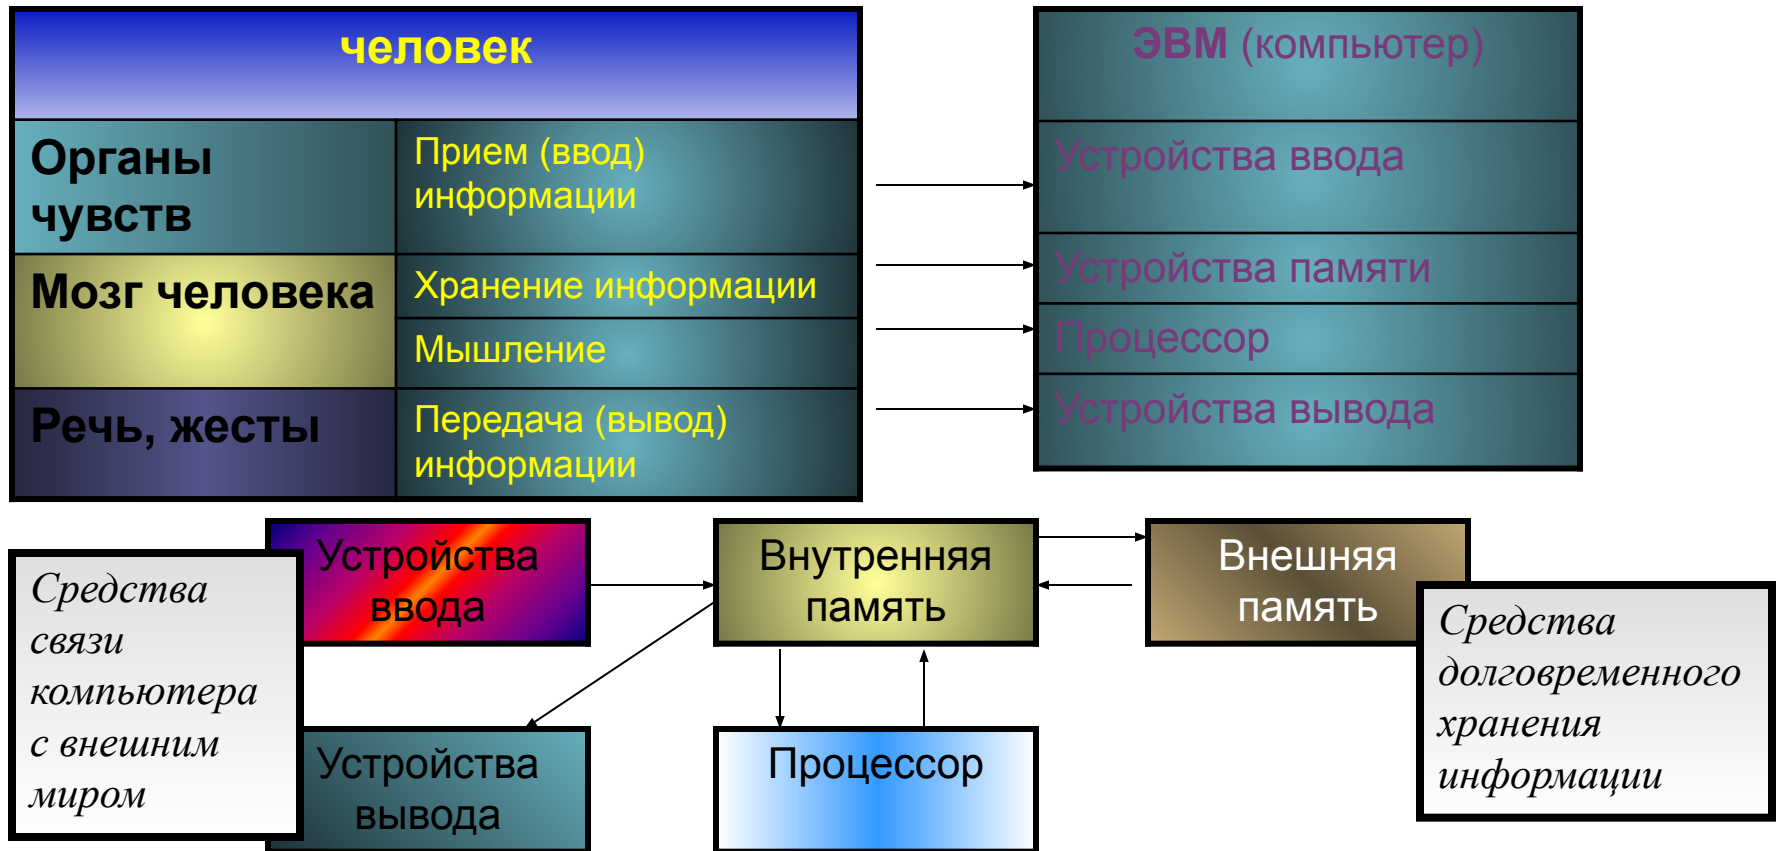 человек
Органы
чувств
Прием (ввод)
информации
Мозг человека
Хранение информации
Мышление
Речь, жесты
Передача (вывод)
информации
ЭВМ (компьютер)
Устройства ввода
Устройства памяти
Процессор
Устройства вывода
Средства
связи
компьютера
с внешним
миром
Устройства
ввода
Внутренняя
память
Внешняя
память
Средства
долговременного
хранения
информации
Устройства
вывода
Процессор